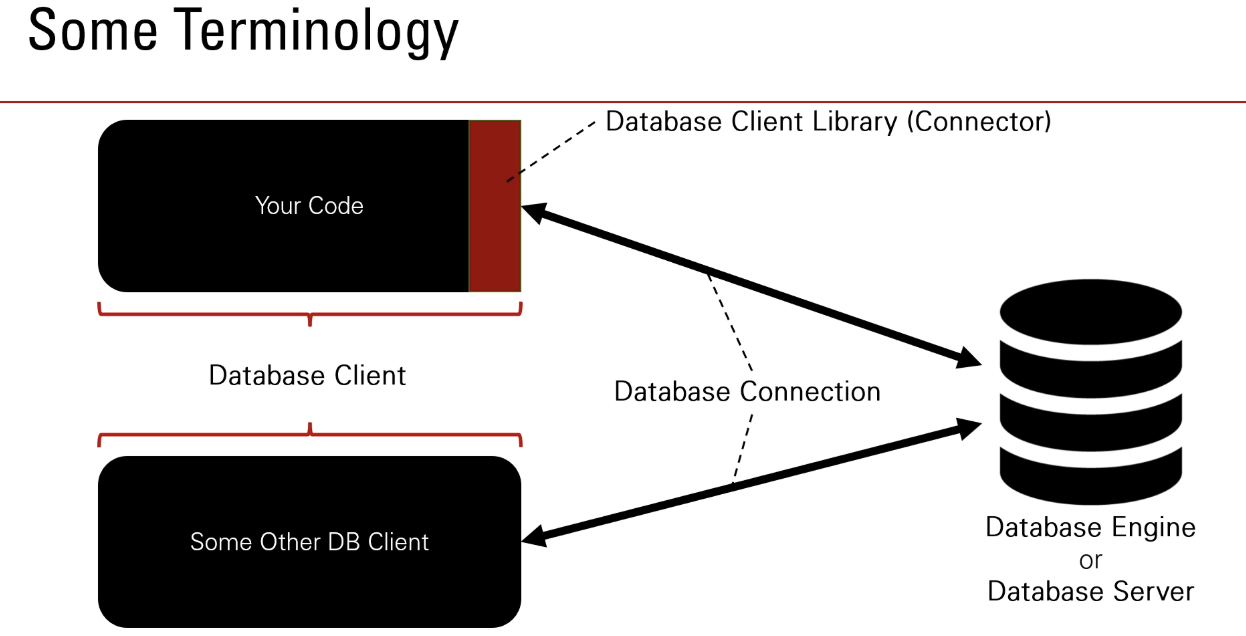 Some Terminology
Database Client Library (Connector)
Your Code
Database Client
Database Connection
Some Other DB Client
Database Engine
or
Database Server